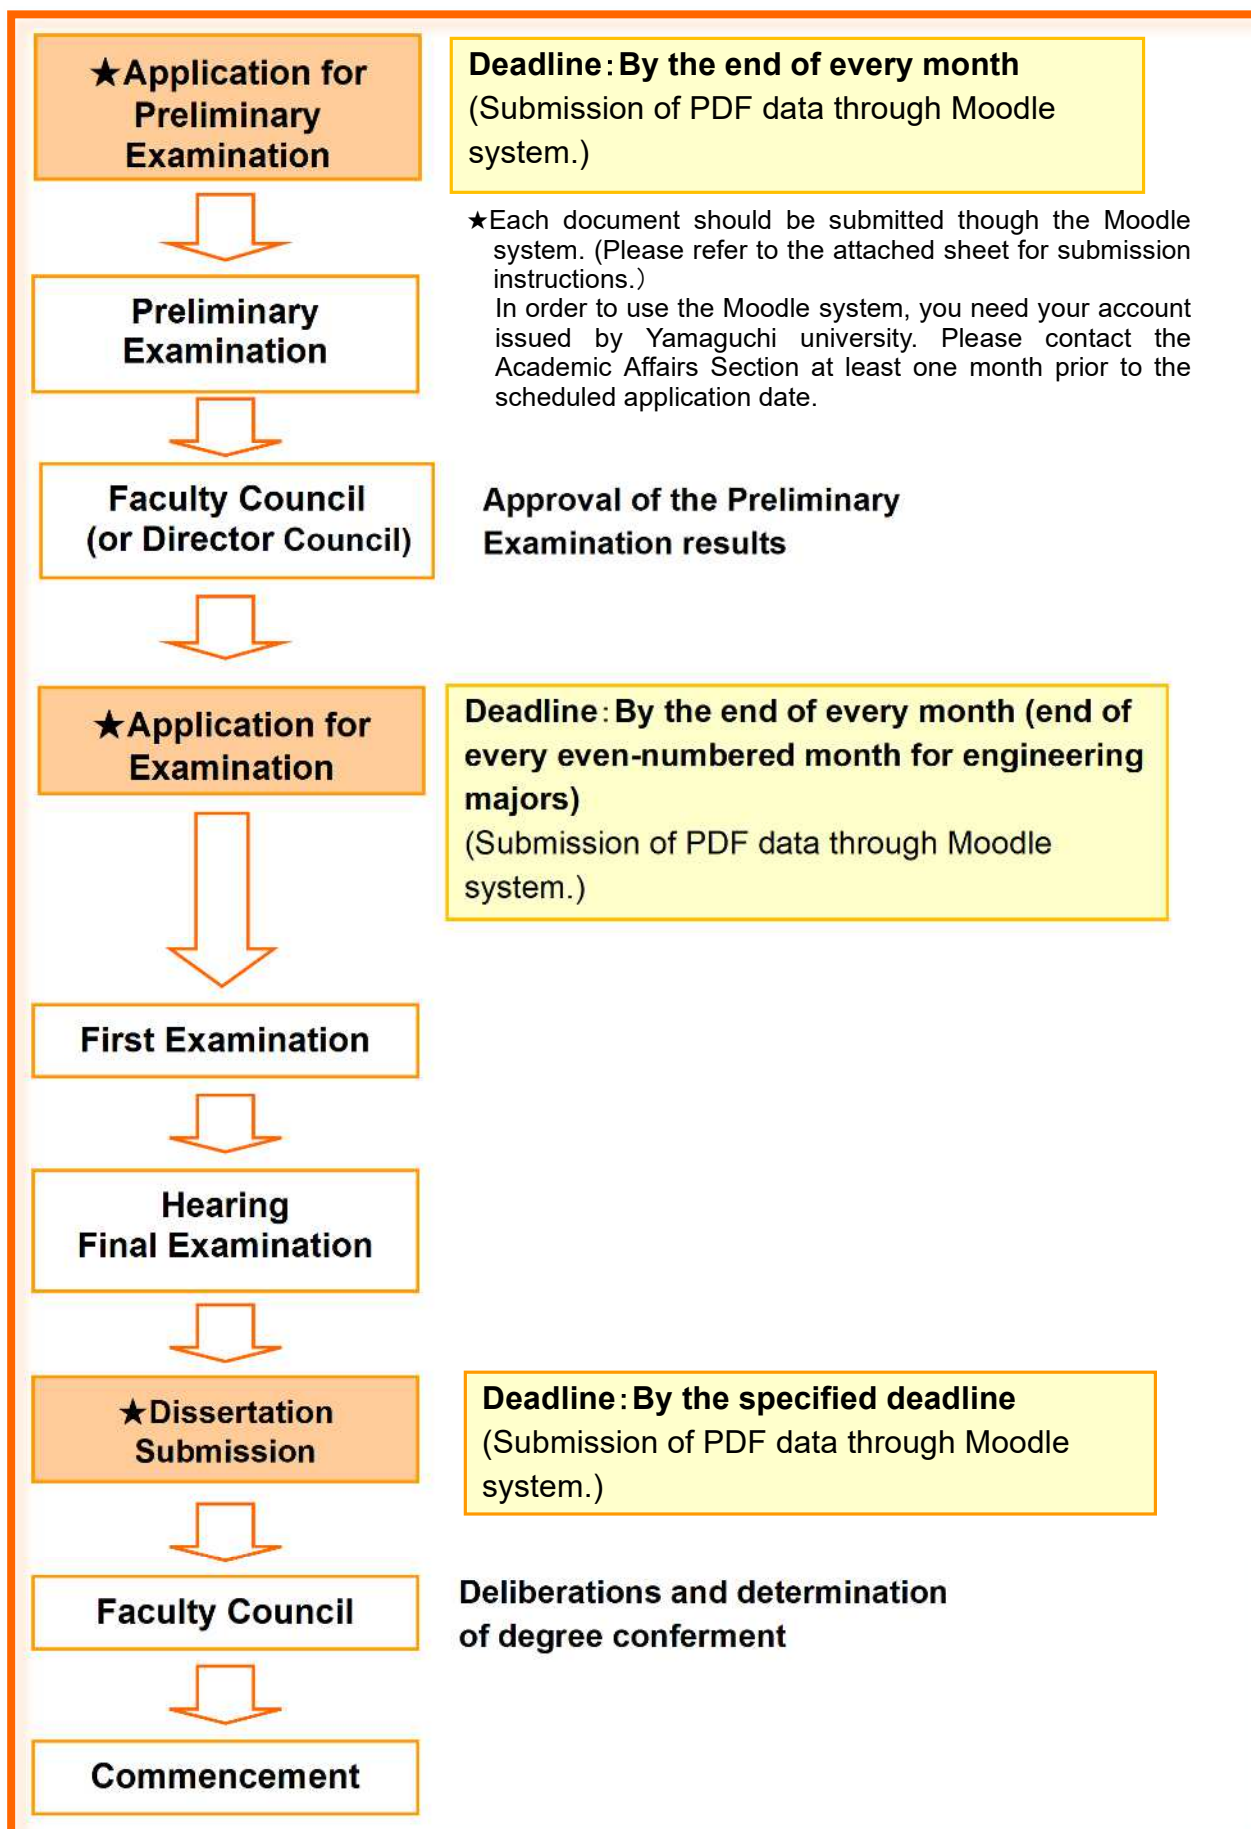 ★Application for
Preliminary
Examination
Deadline：By the end of every month
(Submission of PDF data through Moodle
system.)
★Each document should be submitted though the Moodle
system. (Please refer to the attached sheet for submission
instructions.）
In order to use the Moodle system, you need your account
issued by Yamaguchi university. Please contact the
Academic Affairs Section at least one month prior to the
scheduled application date.
Preliminary
Examination
Faculty Council
(or Director Council)
Approval of the Preliminary
Examination results
★Application for
Examination
Deadline：By the end of every month (end of
every even-numbered month for engineering
majors)
(Submission of PDF data through Moodle
system.)
First Examination
Hearing
Final Examination
★Dissertation
Submission
Deadline：By the specified deadline
(Submission of PDF data through Moodle
system.)
Faculty Council
Deliberations and determination
of degree conferment
Commencement